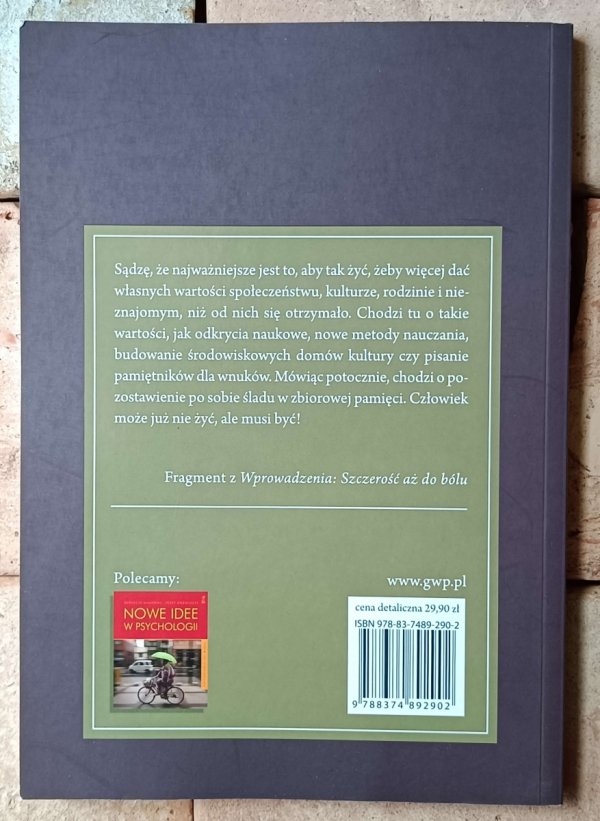 Sądzę, że najważniejsze jest to, aby tak żyć, żeby więcej dać
własnych wartości społeczeństwu, kulturze, rodzinie i nie-
znajomym, niż od nich się otrzymało. Chodzi tu o takie
wartości, jak odkrycia naukowe, nowe metody nauczania,
budowanie środowiskowych domów kultury czy pisanie
pamiętników dla wnuków. Mówiąc potocznie, chodzi o po-
zostawienie po sobie śladu w zbiorowej pamięci. Człowiek
może już nie żyć, ale musi być!
Fragment z Wprowadzenia: Szczerość aż do bólu
Polecamy:
www.gwp.pl
NOWE IDEE
W PSYCHOLOGII
cena detaliczna 29,90 zł
ISBN 978-83-7489-290-2
9 788374 892902